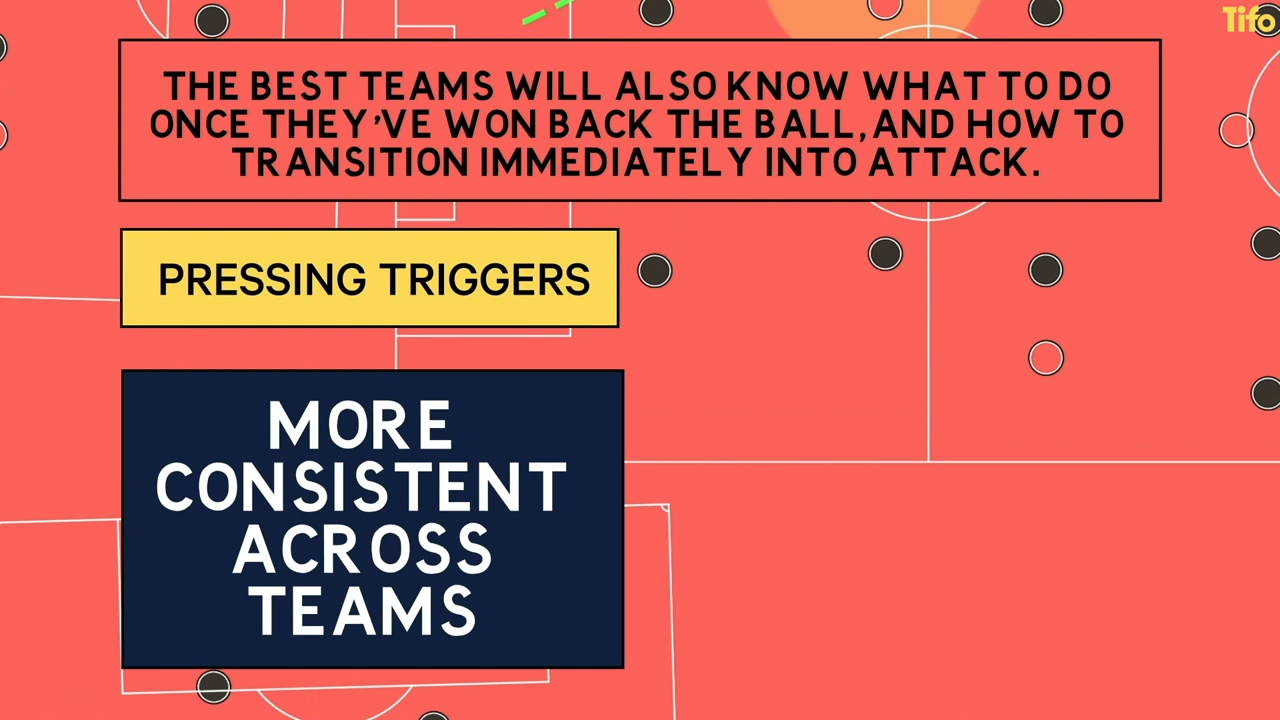 Tifo
THE BEST TEAMS WILL ALSO KNOW WHAT TO DO
ONCE THEY'VE WON BACK THE BALL, AND HOW TO
TRANSITION IMMEDIATELY INTO ATTACK.
PRESSING TRIGGERS
MORE
CONSISTENT
ACROSS
TEAMS